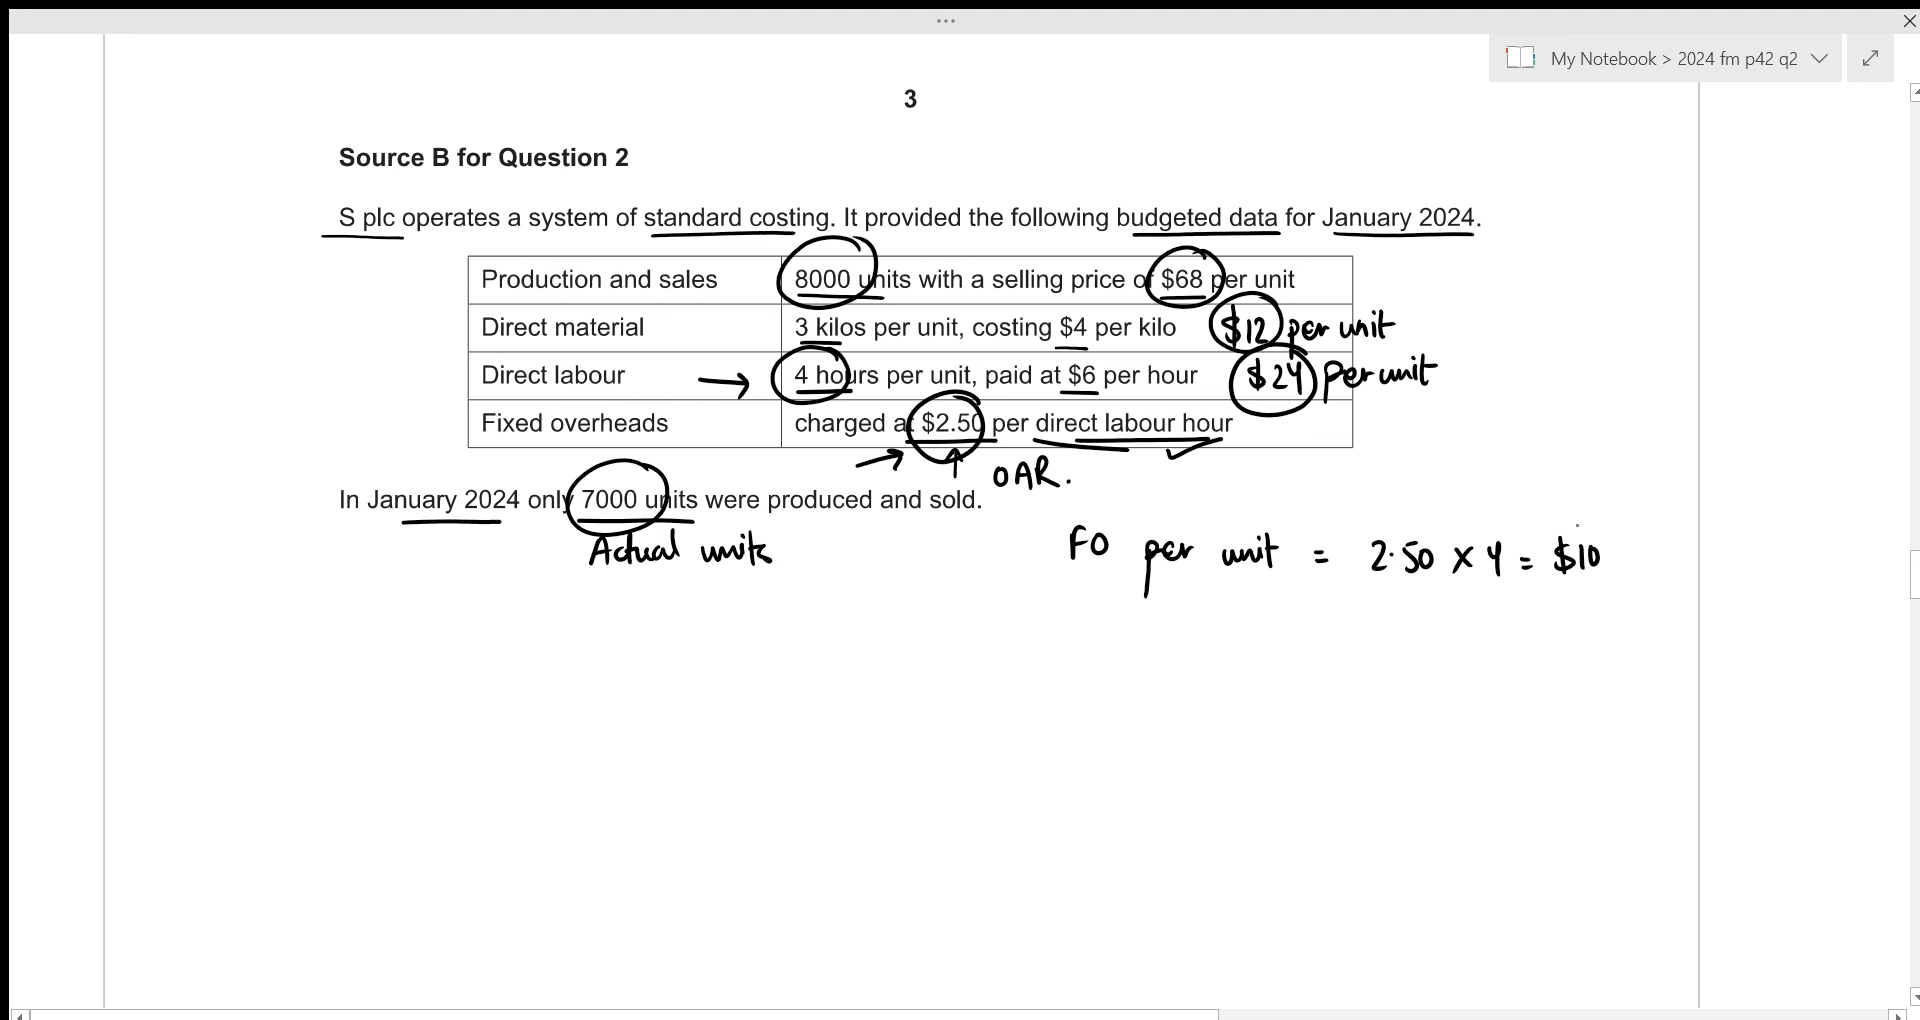 My Notebook > 2024 fm p42 q2
3
Source B for Question 2
S plc operates a system of standard costing. It provided the following budgeted data for January 2024.
Production and sales 8000 units with a selling price of $68 per unit
Direct material 3 kilos per unit, costing $4 per kilo $12 per unit
Direct labour 4 hours per unit, paid at $6 per hour $24 per unit
Fixed overheads charged at $2.50 per direct labour hour
OAR.
In January 2024 only 7000 units were produced and sold.
Actual units
FO per unit = 2.50 x 4 = $10